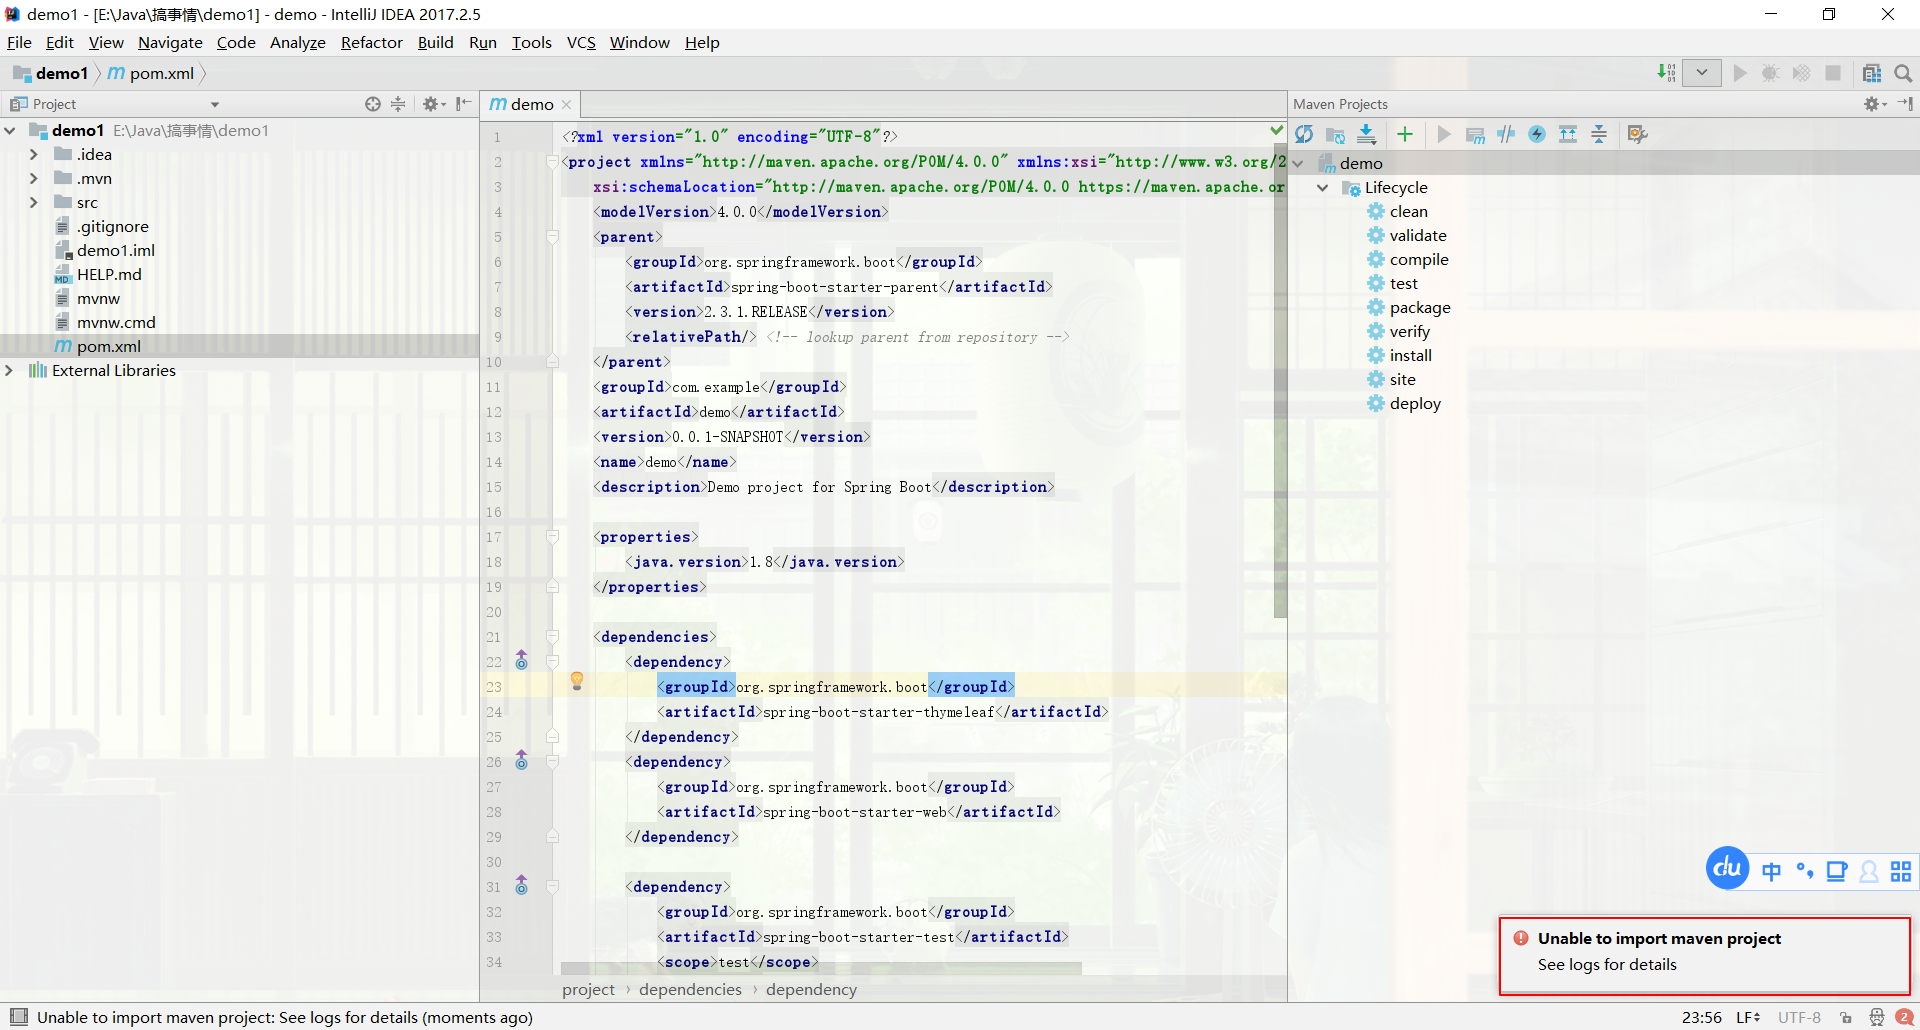 demo1 - [E:\Java\搞事情\demo1] - demo - IntelliJ IDEA 2017.2.5
File Edit View Navigate Code Analyze Refactor Build Run Tools VCS Window Help
demo1 pom.xml
Project
demo1 E:\Java\搞事情\demo1
.idea
.mvn
src
.gitignore
demo1.iml
HELP.md
mvnw
mvnw.cmd
pom.xml
External Libraries
demo
1 <?xml version="1.0" encoding="UTF-8"?>
2 <project xmlns="http://maven.apache.org/POM/4.0.0" xmlns:xsi="http://www.w3.org/2
3 xsi:schemaLocation="http://maven.apache.org/POM/4.0.0 https://maven.apache.or
4 <modelVersion>4.0.0</modelVersion>
5 <parent>
6 <groupId>org.springframework.boot</groupId>
7 <artifactId>spring-boot-starter-parent</artifactId>
8 <version>2.3.1.RELEASE</version>
9 <relativePath/> <!-- lookup parent from repository -->
10 </parent>
11 <groupId>com.example</groupId>
12 <artifactId>demo</artifactId>
13 <version>0.0.1-SNAPSHOT</version>
14 <name>demo</name>
15 <description>Demo project for Spring Boot</description>
16
17 <properties>
18 <java.version>1.8</java.version>
19 </properties>
20
21 <dependencies>
22 <dependency>
23 <groupId>org.springframework.boot</groupId>
24 <artifactId>spring-boot-starter-thymeleaf</artifactId>
25 </dependency>
26 <dependency>
27 <groupId>org.springframework.boot</groupId>
28 <artifactId>spring-boot-starter-web</artifactId>
29 </dependency>
30
31 <dependency>
32 <groupId>org.springframework.boot</groupId>
33 <artifactId>spring-boot-starter-test</artifactId>
34 <scope>test</scope>
project › dependencies › dependency
Maven Projects
demo
Lifecycle
clean
validate
compile
test
package
verify
install
site
deploy
du 中
Unable to import maven project
See logs for details
Unable to import maven project: See logs for details (moments ago)
23:56 LF UTF-8 2